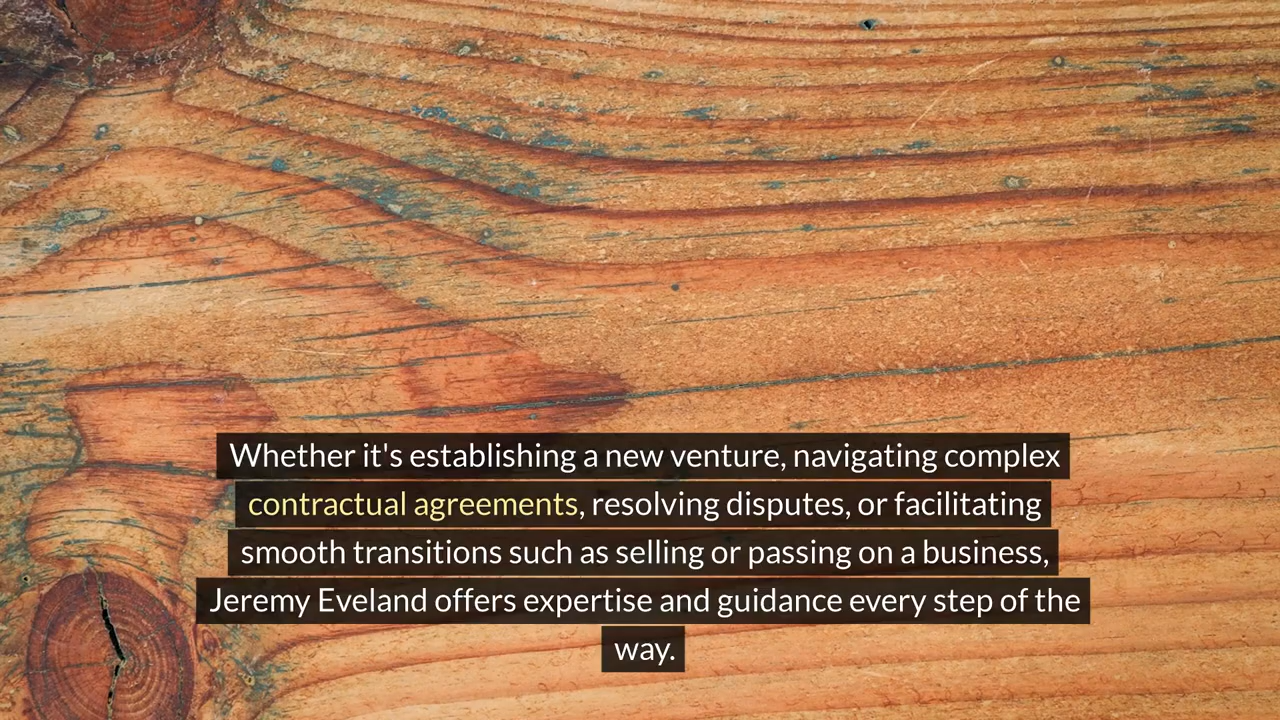 Whether it's establishing a new venture, navigating complex
contractual agreements, resolving disputes, or facilitating
smooth transitions such as selling or passing on a business,
Jeremy Eveland offers expertise and guidance every step of the
way.